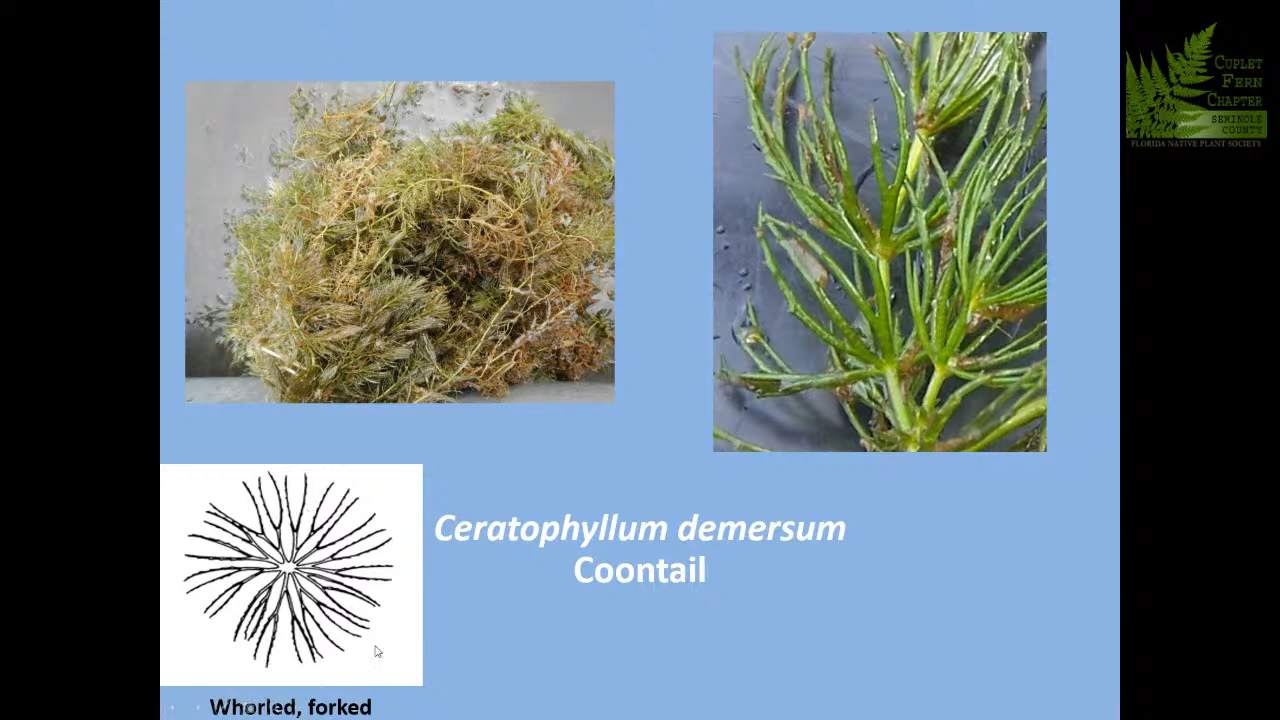 CUPLET
FERN
CHAPTER
SEMINOLE
COUNTY
FLORIDA NATIVE PLANT SOCIETY
Ceratophyllum demersum
Coontail
Whorled, forked